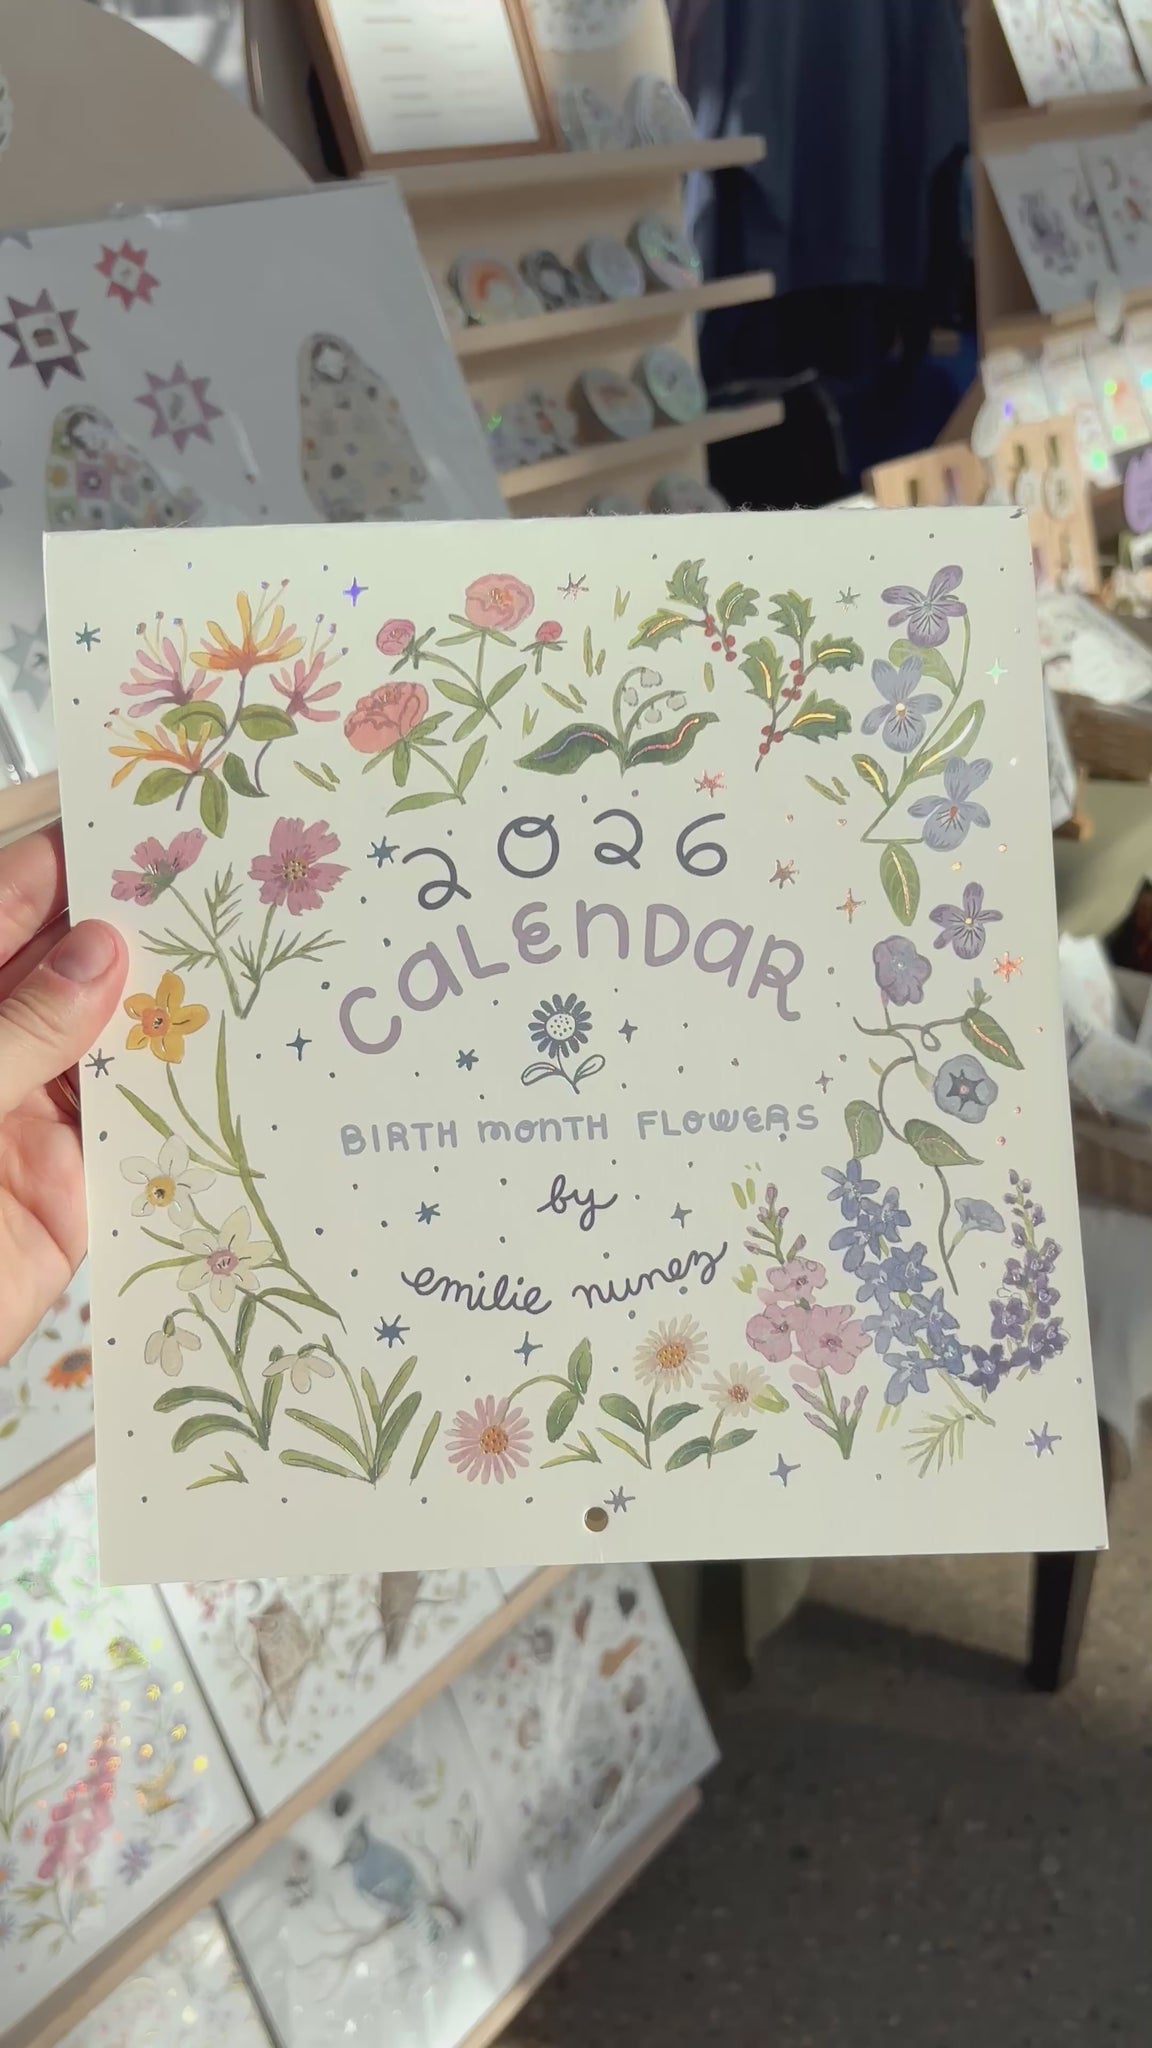 2026
CALENDAR
BIRTH MONTH FLOWERS
by
emilie nunez